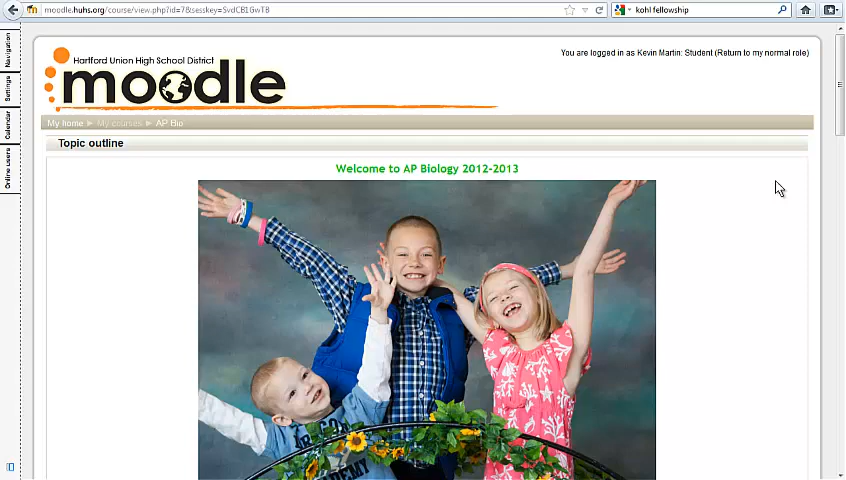 moodle.huhs.org/course/view.php?id=7&sesskey=SvdCB1GwTB
kohl fellowship
Navigation
Settings
Calendar
Online users
Hartford Union High School District
moodle
You are logged in as Kevin Martin: Student (Return to my normal role)
My home ► My courses ► AP Bio
Topic outline
Welcome to AP Biology 2012-2013